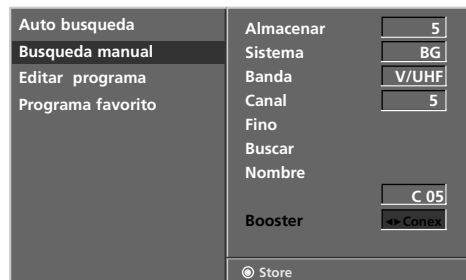 Auto busqueda
Busqueda manual
Editar programa
Programa favorito
Almacenar 5
Sistema BG
Banda V/UHF
Canal 5
Fino
Buscar
Nombre
C 05
Booster ◄► Conex
Store